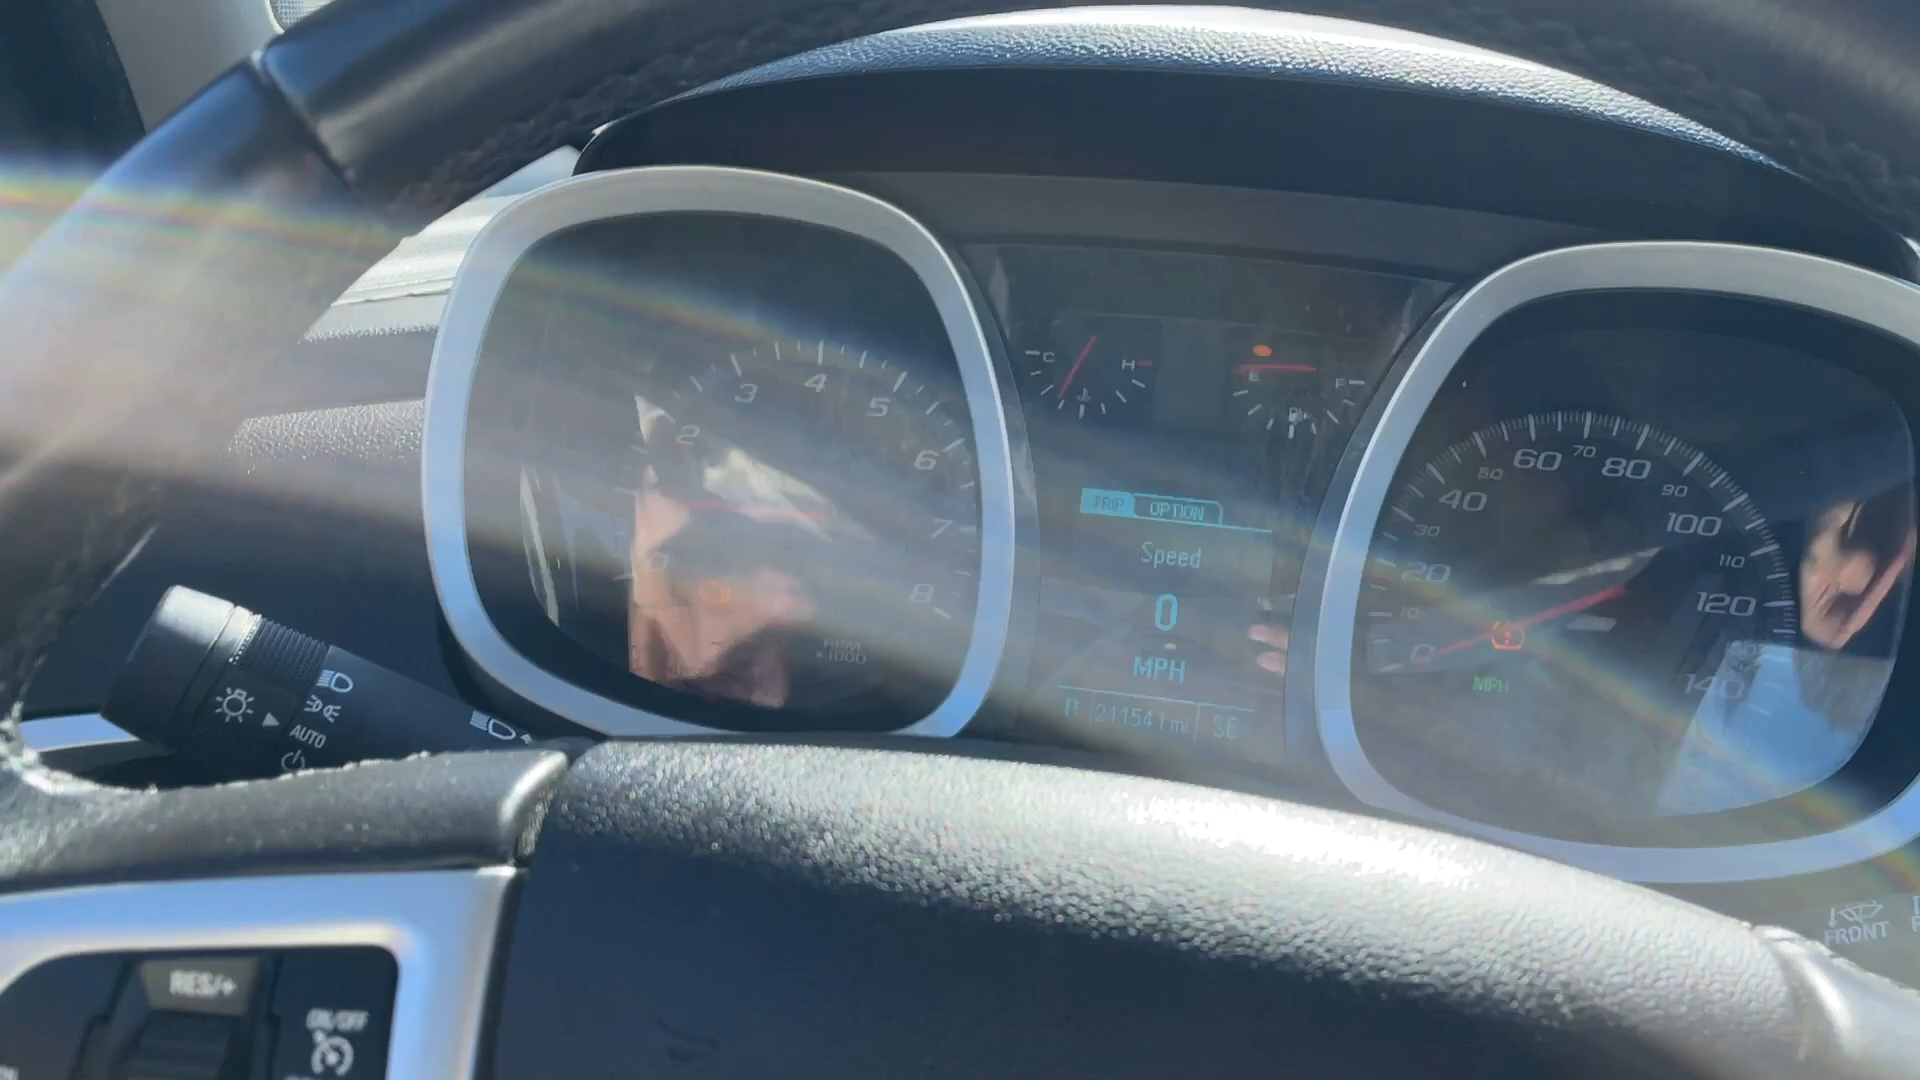 C H
E F
2 3 4 5 6 7 8
RPM
x1000
TRIP OPTION
Speed
0
MPH
P 211541 mi SE
0 10 20 30 40 50 60 70 80 90 100 110 120 140
MPH
AUTO
FRONT
RES/+
ON/OFF